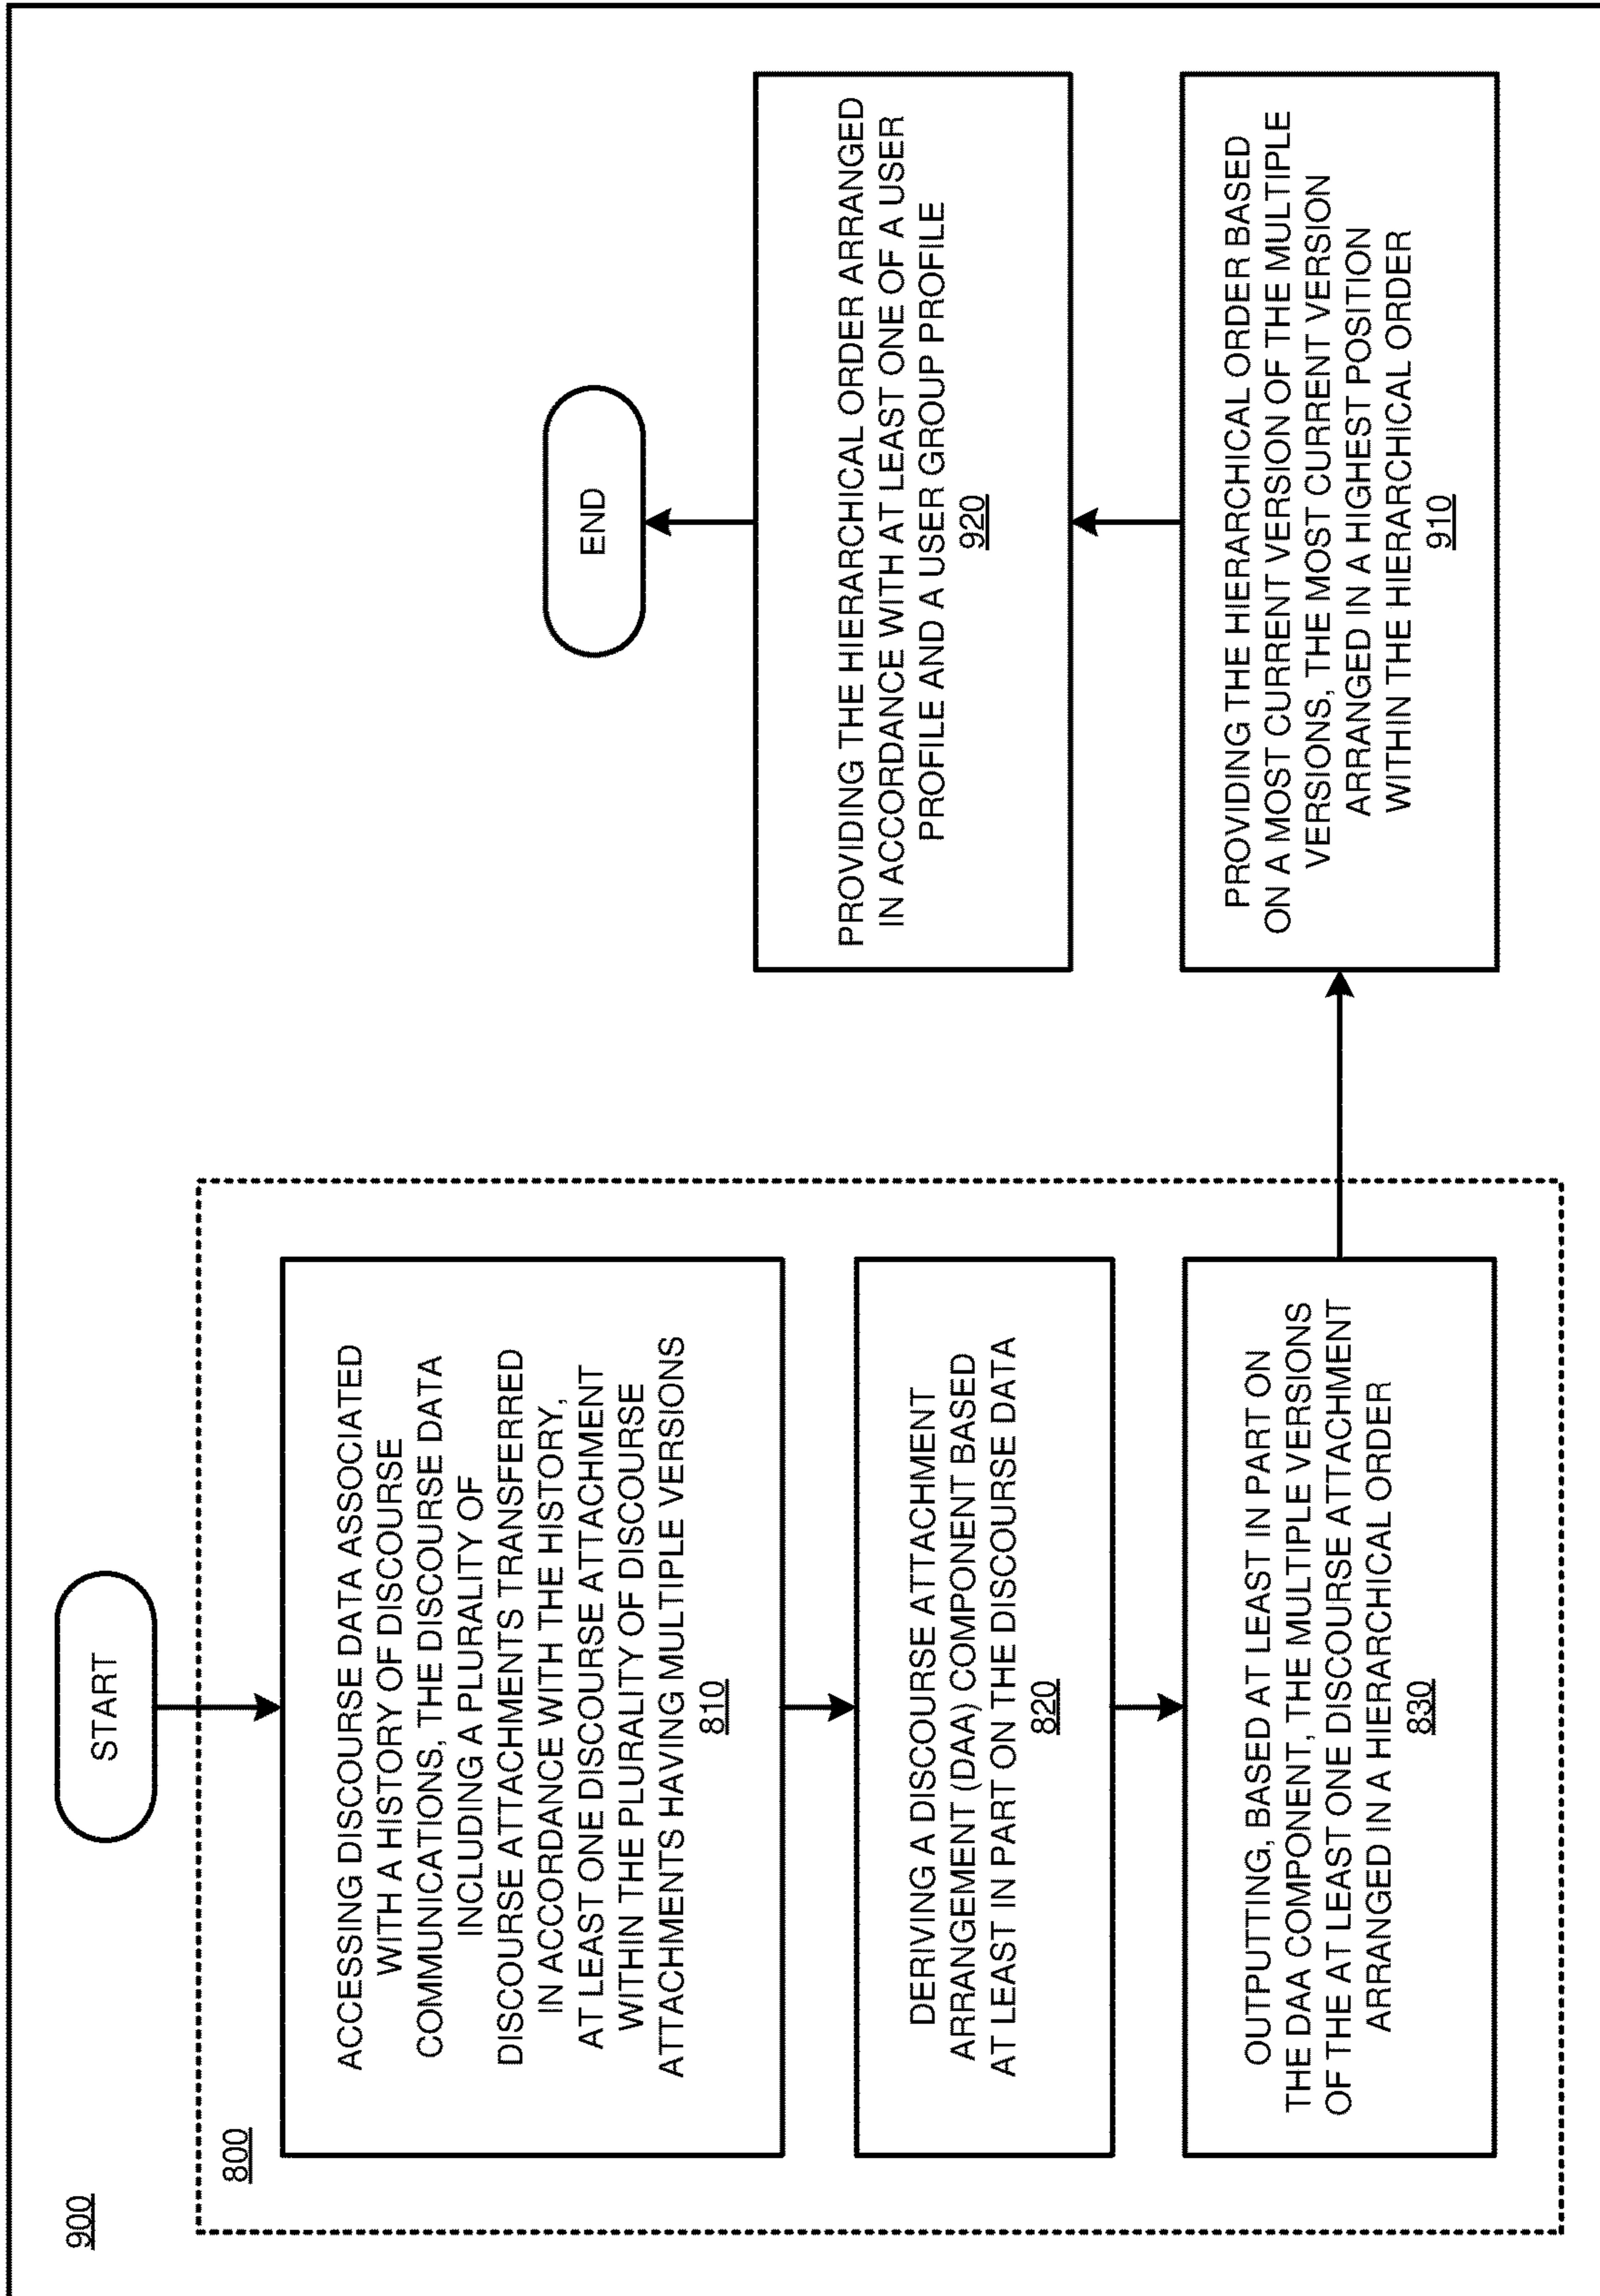 900
START
800
ACCESSING DISCOURSE DATA ASSOCIATED
WITH A HISTORY OF DISCOURSE
COMMUNICATIONS, THE DISCOURSE DATA
INCLUDING A PLURALITY OF
DISCOURSE ATTACHMENTS TRANSFERRED
IN ACCORDANCE WITH THE HISTORY,
AT LEAST ONE DISCOURSE ATTACHMENT
WITHIN THE PLURALITY OF DISCOURSE
ATTACHMENTS HAVING MULTIPLE VERSIONS
810
DERIVING A DISCOURSE ATTACHMENT
ARRANGEMENT (DAA) COMPONENT BASED
AT LEAST IN PART ON THE DISCOURSE DATA
820
OUTPUTTING, BASED AT LEAST IN PART ON
THE DAA COMPONENT, THE MULTIPLE VERSIONS
OF THE AT LEAST ONE DISCOURSE ATTACHMENT
ARRANGED IN A HIERARCHICAL ORDER
830
PROVIDING THE HIERARCHICAL ORDER BASED
ON A MOST CURRENT VERSION OF THE MULTIPLE
VERSIONS, THE MOST CURRENT VERSION
ARRANGED IN A HIGHEST POSITION
WITHIN THE HIERARCHICAL ORDER
910
PROVIDING THE HIERARCHICAL ORDER ARRANGED
IN ACCORDANCE WITH AT LEAST ONE OF A USER
PROFILE AND A USER GROUP PROFILE
920
END